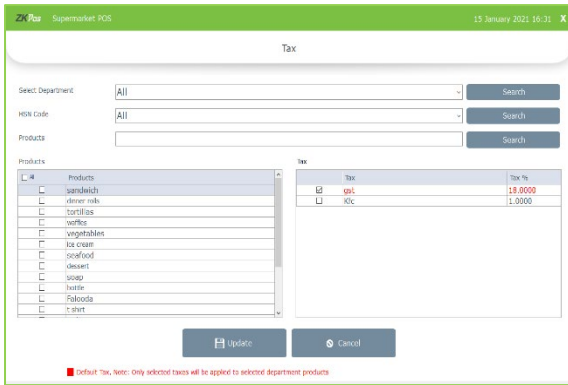 ZKPos Supermarket POS 15 January 2021 16:31 X
Tax
Select Department All Search
HSN Code All Search
Products Search
Products Tax
All Products Tax Tax %
sandwich gst 18.0000
dinner rolls Kfc 1.0000
tortillas
waffles
vegetables
ice cream
seafood
dessert
soap
bottle
Falooda
t shirt
Update Cancel
Default Tax, Note: Only selected taxes will be applied to selected department products